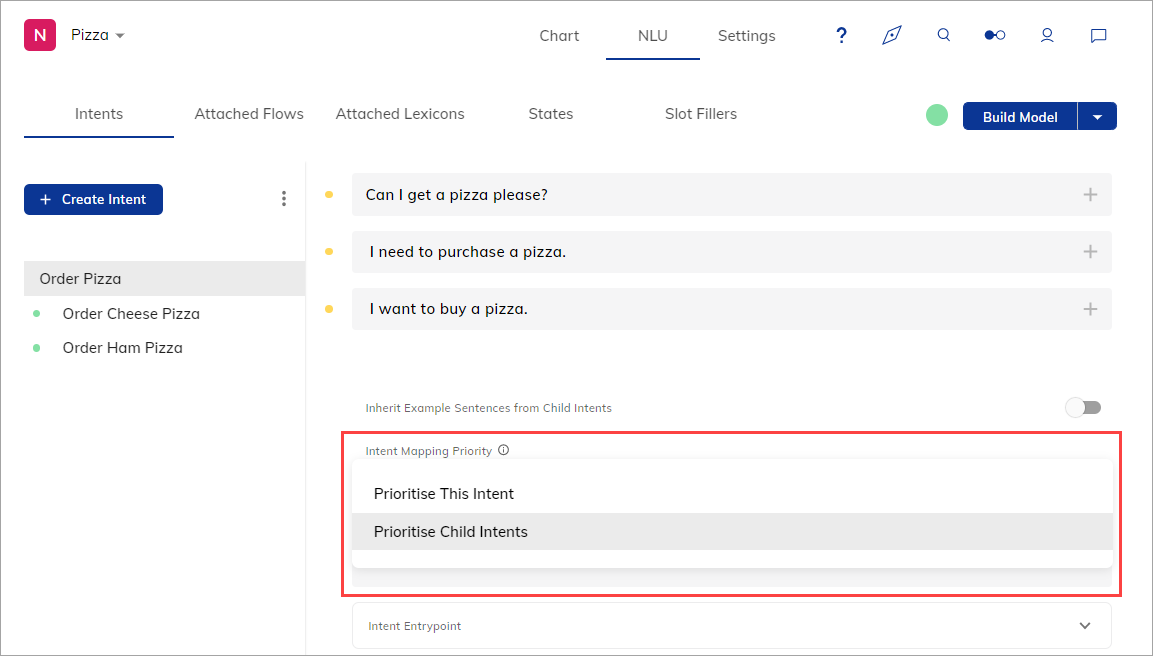 N Pizza Chart NLU Settings ?
Intents Attached Flows Attached Lexicons States Slot Fillers Build Model
+ Create Intent
Order Pizza
Order Cheese Pizza
Order Ham Pizza
Can I get a pizza please?
I need to purchase a pizza.
I want to buy a pizza.
Inherit Example Sentences from Child Intents
Intent Mapping Priority
Prioritise This Intent
Prioritise Child Intents
Intent Entrypoint